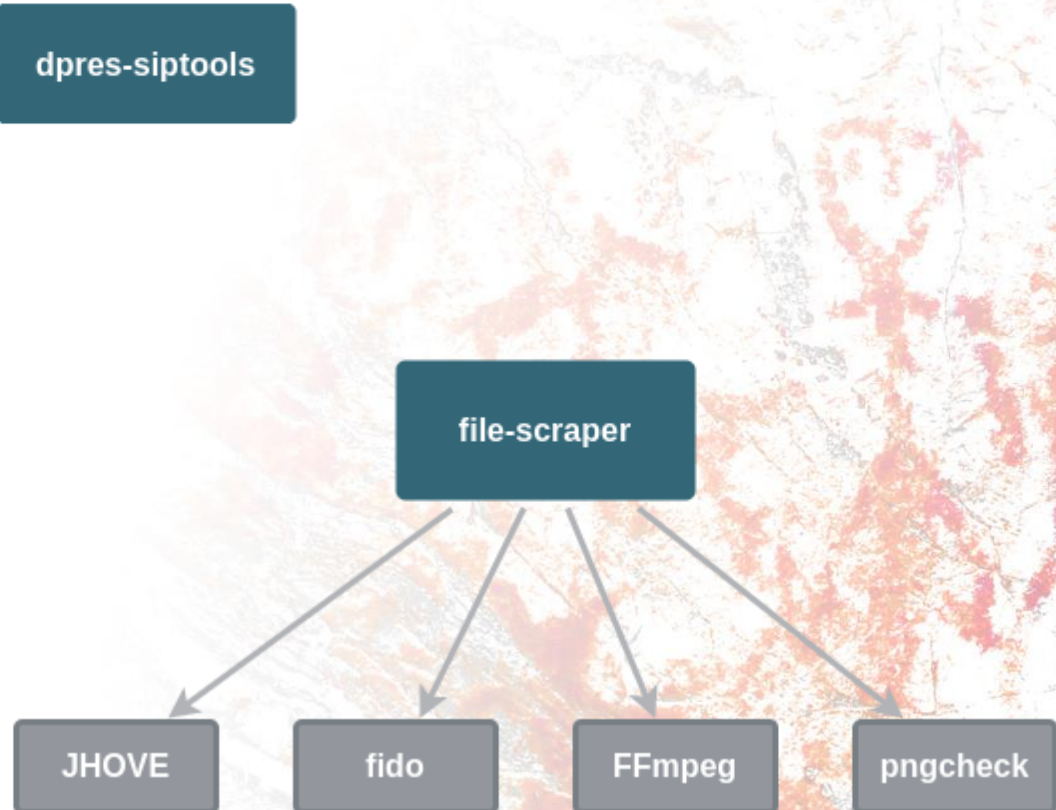 dpres-siptools
file-scraper
JHOVE
fido
FFmpeg
pngcheck